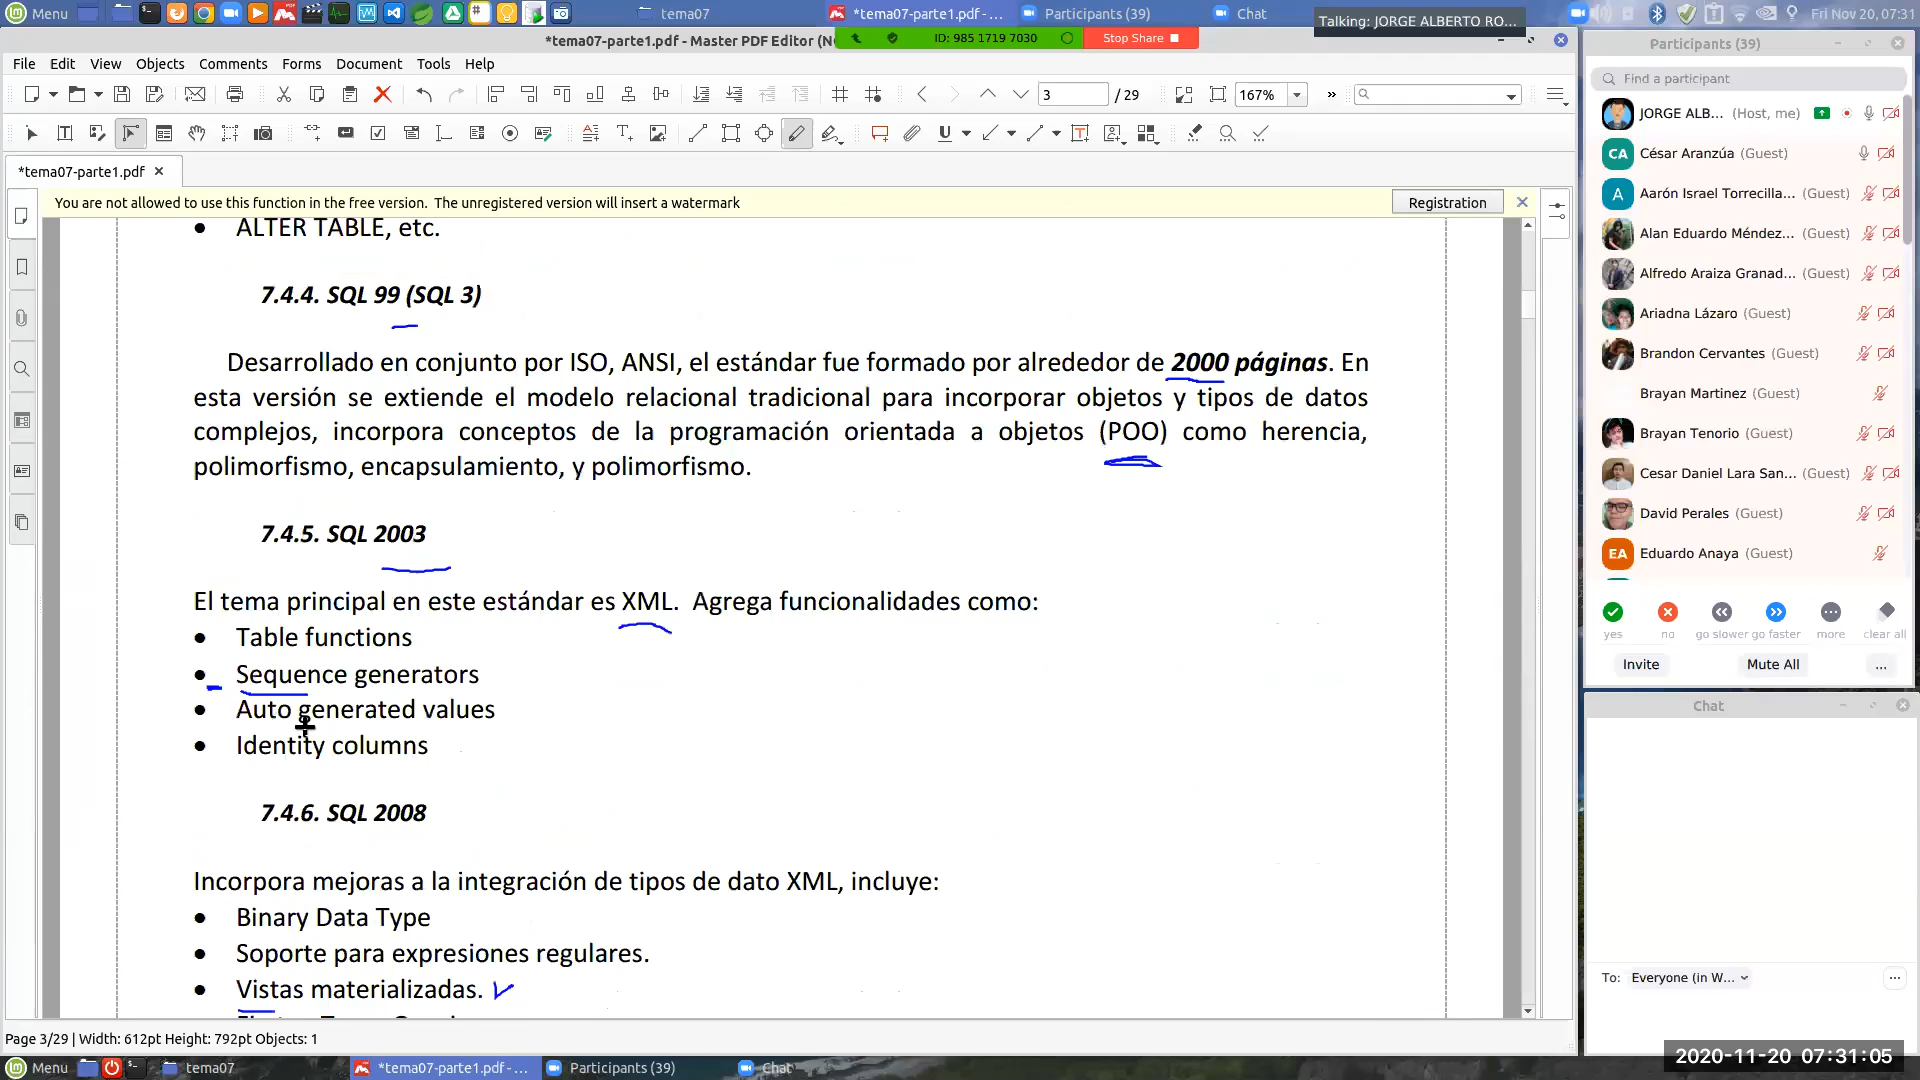 Menu
tema07
*tema07-parte1.pdf - ...
Participants (39)
Chat
Talking: JORGE ALBERTO RO...
Fri Nov 20, 07:31
*tema07-parte1.pdf - Master PDF Editor (No
ID: 985 1719 7030
Stop Share
File Edit View Objects Comments Forms Document Tools Help
3 / 29
167%
*tema07-parte1.pdf
You are not allowed to use this function in the free version.  The unregistered version will insert a watermark
Registration
• ALTER TABLE, etc.
7.4.4. SQL 99 (SQL 3)
Desarrollado en conjunto por ISO, ANSI, el estándar fue formado por alrededor de 2000 páginas. En
esta versión se extiende el modelo relacional tradicional para incorporar objetos y tipos de datos
complejos, incorpora conceptos de la programación orientada a objetos (POO) como herencia,
polimorfismo, encapsulamiento, y polimorfismo.
7.4.5. SQL 2003
El tema principal en este estándar es XML.  Agrega funcionalidades como:
• Table functions
• Sequence generators
• Auto generated values
• Identity columns
7.4.6. SQL 2008
Incorpora mejoras a la integración de tipos de dato XML, incluye:
• Binary Data Type
• Soporte para expresiones regulares.
• Vistas materializadas.
Page 3/29 | Width: 612pt Height: 792pt Objects: 1
Participants (39)
Find a participant
JORGE ALB... (Host, me)
CA César Aranzúa (Guest)
A Aarón Israel Torrecilla... (Guest)
Alan Eduardo Méndez... (Guest)
Alfredo Araiza Granad... (Guest)
Ariadna Lázaro (Guest)
Brandon Cervantes (Guest)
Brayan Martinez (Guest)
Brayan Tenorio (Guest)
Cesar Daniel Lara San... (Guest)
David Perales (Guest)
EA Eduardo Anaya (Guest)
yes no go slower go faster more clear all
Invite Mute All ...
Chat
To: Everyone (in W...
Menu
tema07
*tema07-parte1.pdf - ...
Participants (39)
Chat
2020-11-20 07:31:05